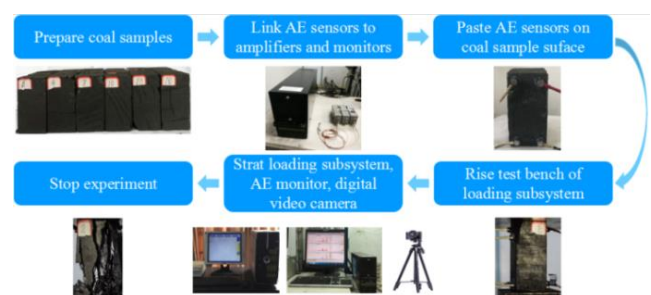 Prepare coal samples
Link AE sensors to
amplifiers and monitors
Paste AE sensors on
coal sample suface
Strat loading subsystem,
AE monitor, digital
video camera
Stop experiment
Rise test bench of
loading subsystem